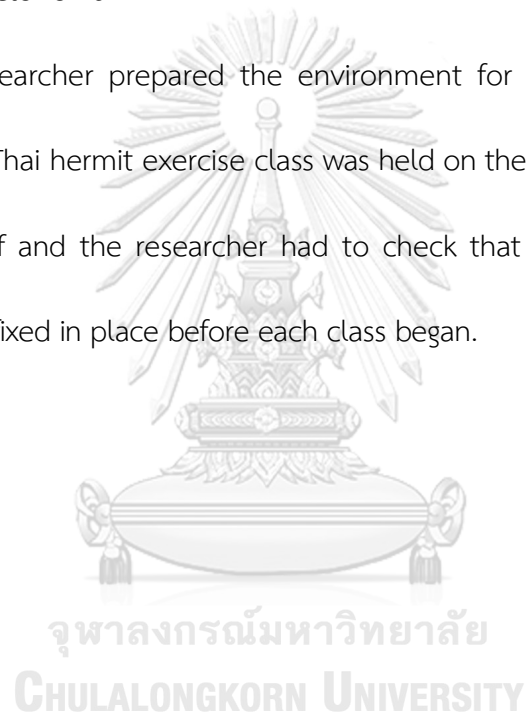 earcher prepared the environment for
Thai hermit exercise class was held on the
f and the researcher had to check that
fixed in place before each class began.
จุฬาลงกรณ์มหาวิทยาลัย
CHULALONGKORN UNIVERSITY